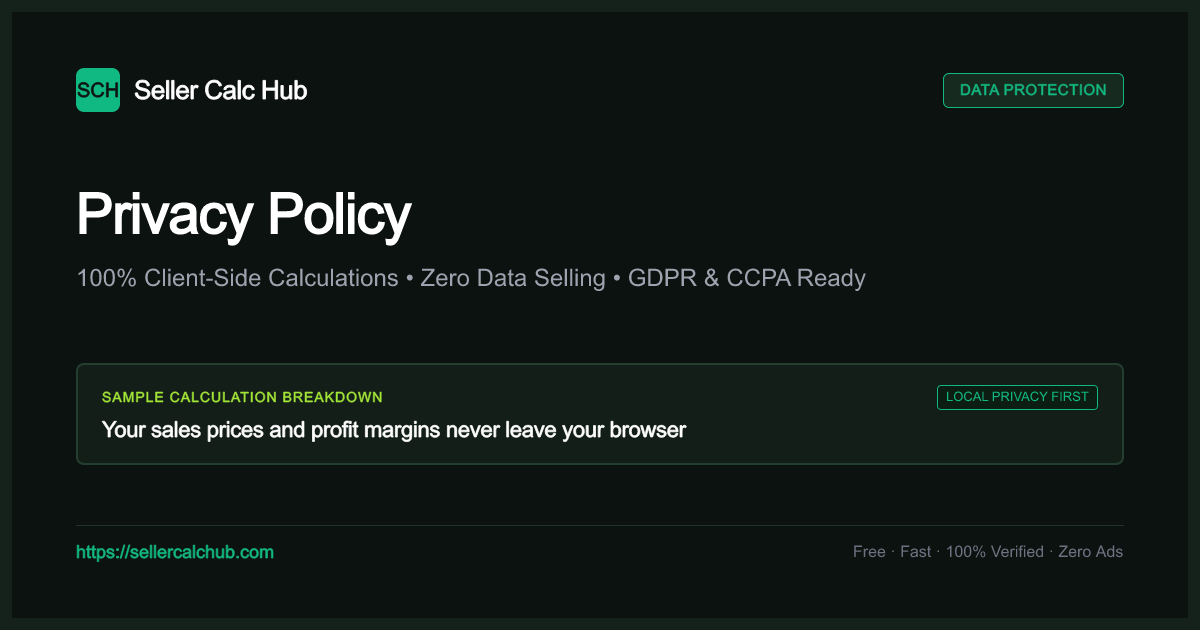 SCH Seller Calc Hub
DATA PROTECTION
Privacy Policy
100% Client-Side Calculations • Zero Data Selling • GDPR & CCPA Ready
SAMPLE CALCULATION BREAKDOWN
LOCAL PRIVACY FIRST
Your sales prices and profit margins never leave your browser
https://sellercalchub.com
Free · Fast · 100% Verified · Zero Ads